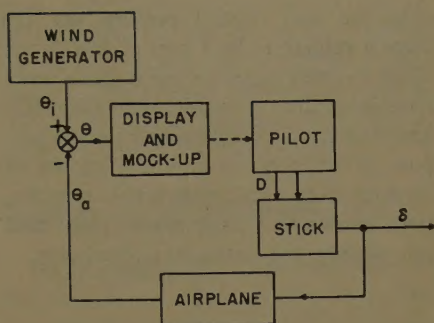 WIND
GENERATOR
θi
+
θ
-
DISPLAY
AND
MOCK-UP
PILOT
D
θa
STICK
δ
AIRPLANE